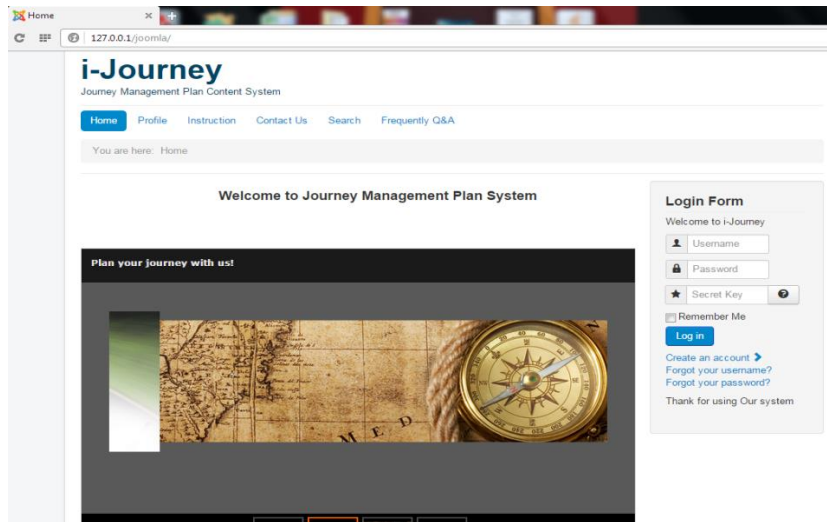 Home
127.0.0.1/joomla/
i-Journey
Journey Management Plan Content System
Home Profile Instruction Contact Us Search Frequently Q&A
You are here: Home
Welcome to Journey Management Plan System
Plan your journey with us!
M E D
Login Form
Welcome to i-Journey
Username
Password
Secret Key
Remember Me
Log in
Create an account
Forgot your username?
Forgot your password?
Thank for using Our system